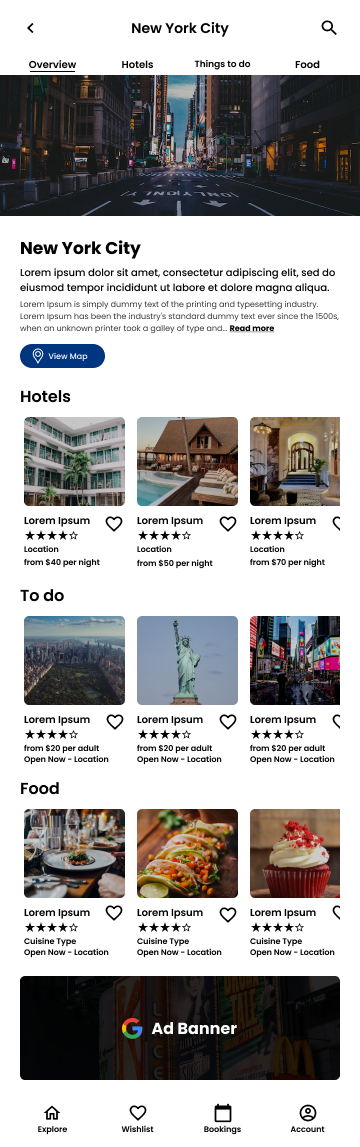 New York City
Overview Hotels Things to do Food
New York City
Lorem ipsum dolor sit amet, consectetur adipiscing elit, sed do
eiusmod tempor incididunt ut labore et dolore magna aliqua.
Lorem Ipsum is simply dummy text of the printing and typesetting industry.
Lorem Ipsum has been the industry's standard dummy text ever since the 1500s,
when an unknown printer took a galley of type and... Read more
View Map
Hotels
Lorem Ipsum Lorem Ipsum Lorem Ipsum
Location Location Location
from $40 per night from $50 per night from $70 per night
To do
Lorem Ipsum Lorem Ipsum Lorem Ipsum
from $20 per adult from $20 per adult from $20 per adult
Open Now - Location Open Now - Location Open Now - Location
Food
Lorem Ipsum Lorem Ipsum Lorem Ipsum
Cuisine Type Cuisine Type Cuisine Type
Open Now - Location Open Now - Location Open Now - Location
Ad Banner
Explore Wishlist Bookings Account